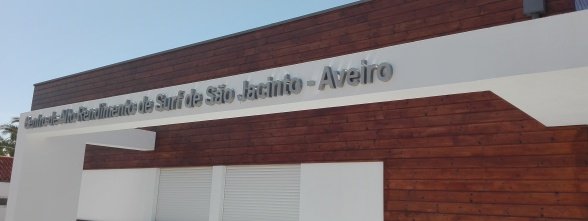 Centro de Alto Rendimento de Surf de São Jacinto - Aveiro